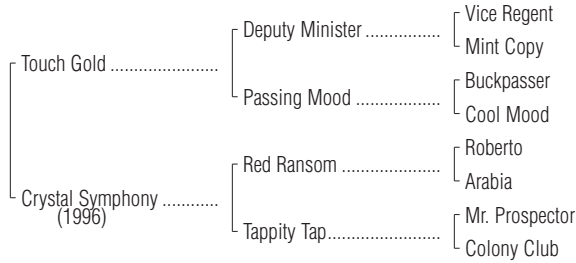 Vice Regent
Deputy Minister ................
Mint Copy
Touch Gold .......................
Buckpasser
Passing Mood ..................
Cool Mood
Roberto
Red Ransom .....................
Arabia
Crystal Symphony ............
(1996)
Mr. Prospector
Tappity Tap........................
Colony Club